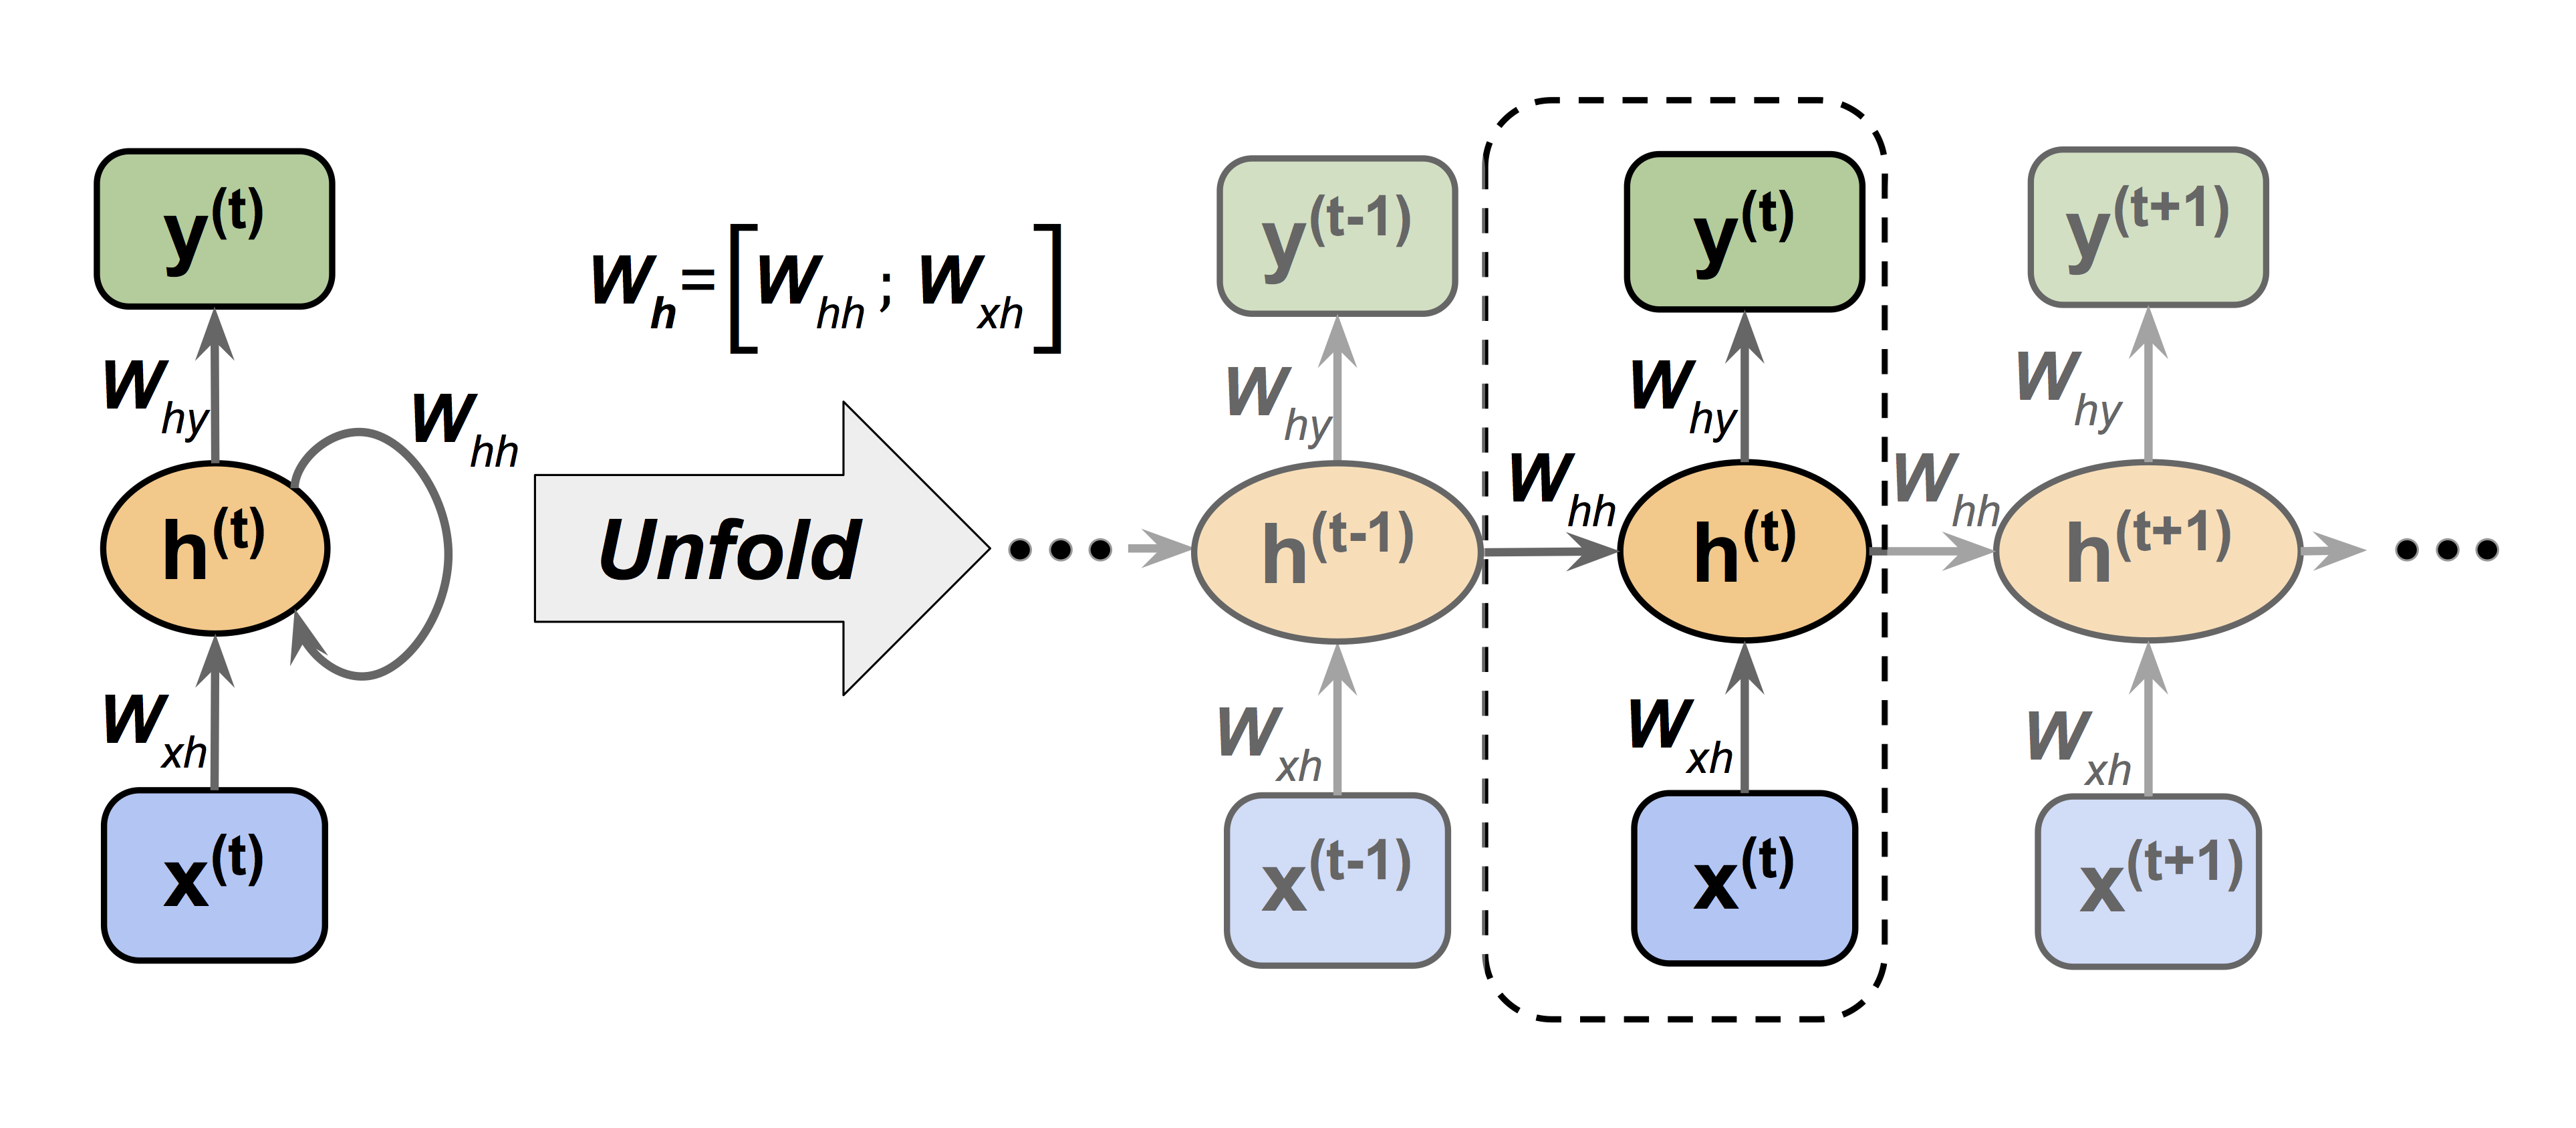 y(t)
Whh
Why
h(t)
Wxh
x(t)
Wh=[Whh ; Wxh]
Unfold
y(t-1)
Why
h(t-1)
Wxh
x(t-1)
y(t)
Why
Whh
h(t)
Wxh
x(t)
y(t+1)
Why
Whh
h(t+1)
Wxh
x(t+1)